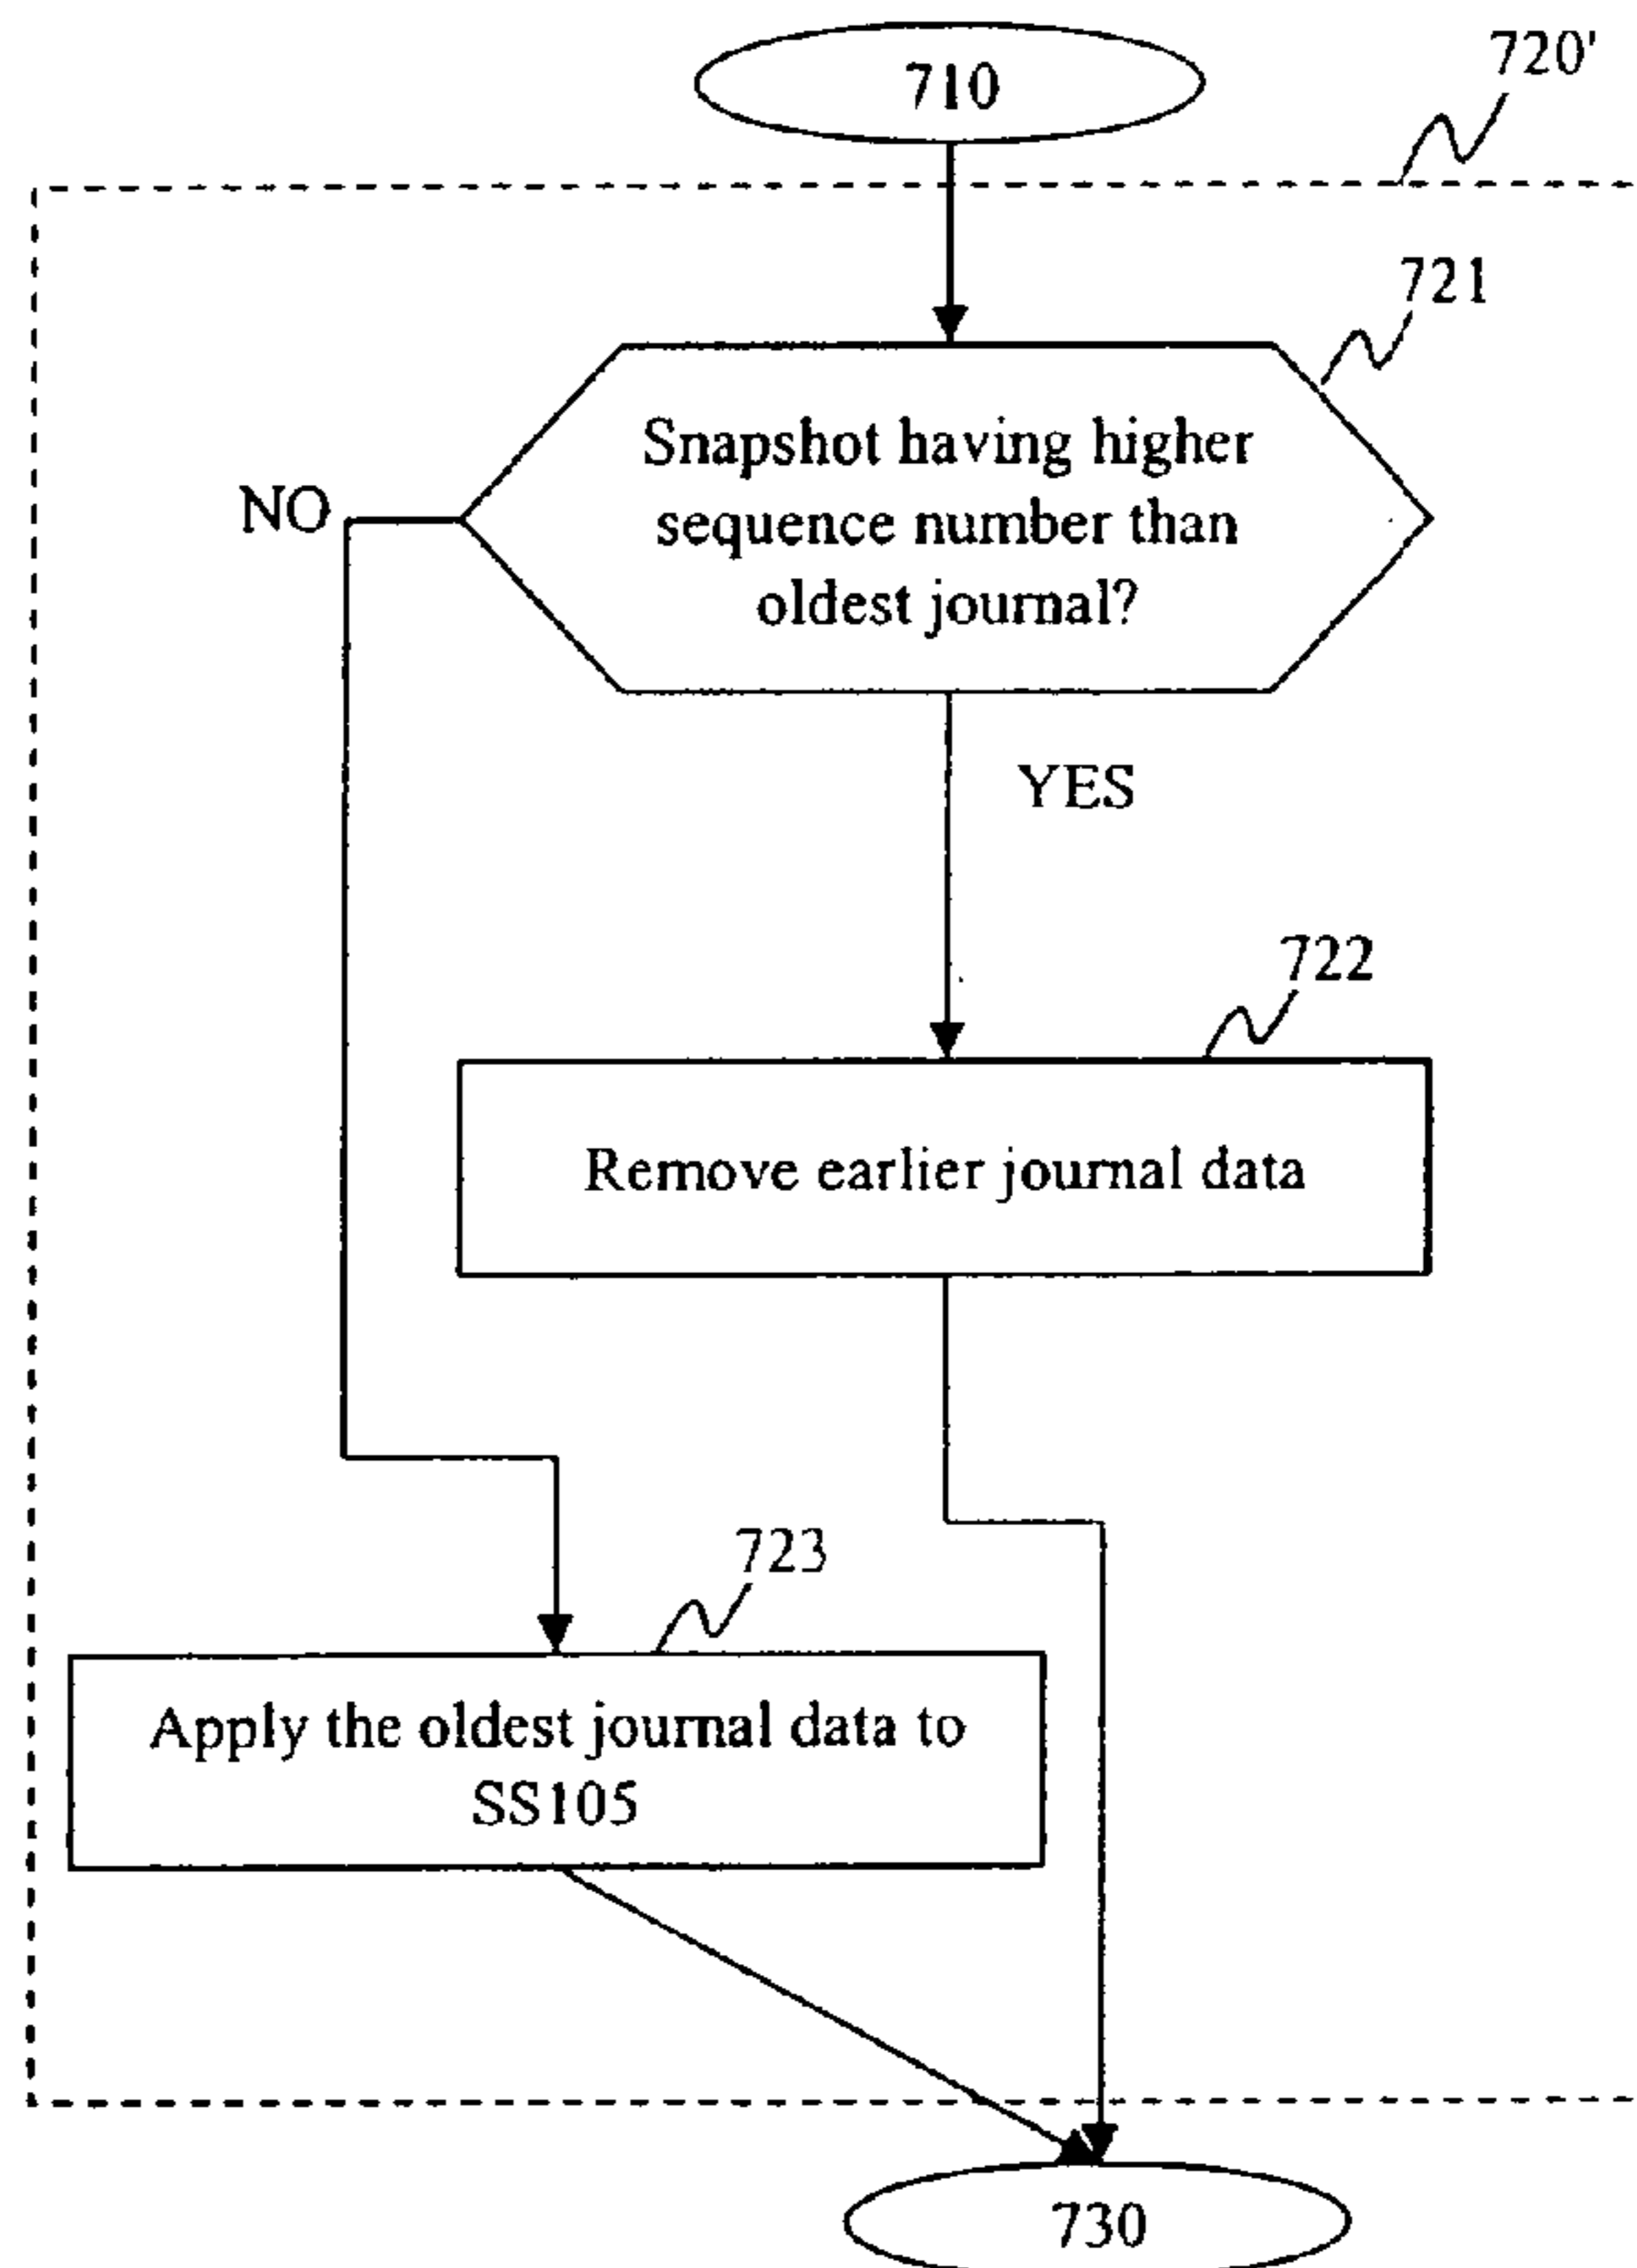 710
720'
721
Snapshot having higher
sequence number than
oldest journal?
NO
YES
722
Remove earlier journal data
723
Apply the oldest journal data to
SS105
730